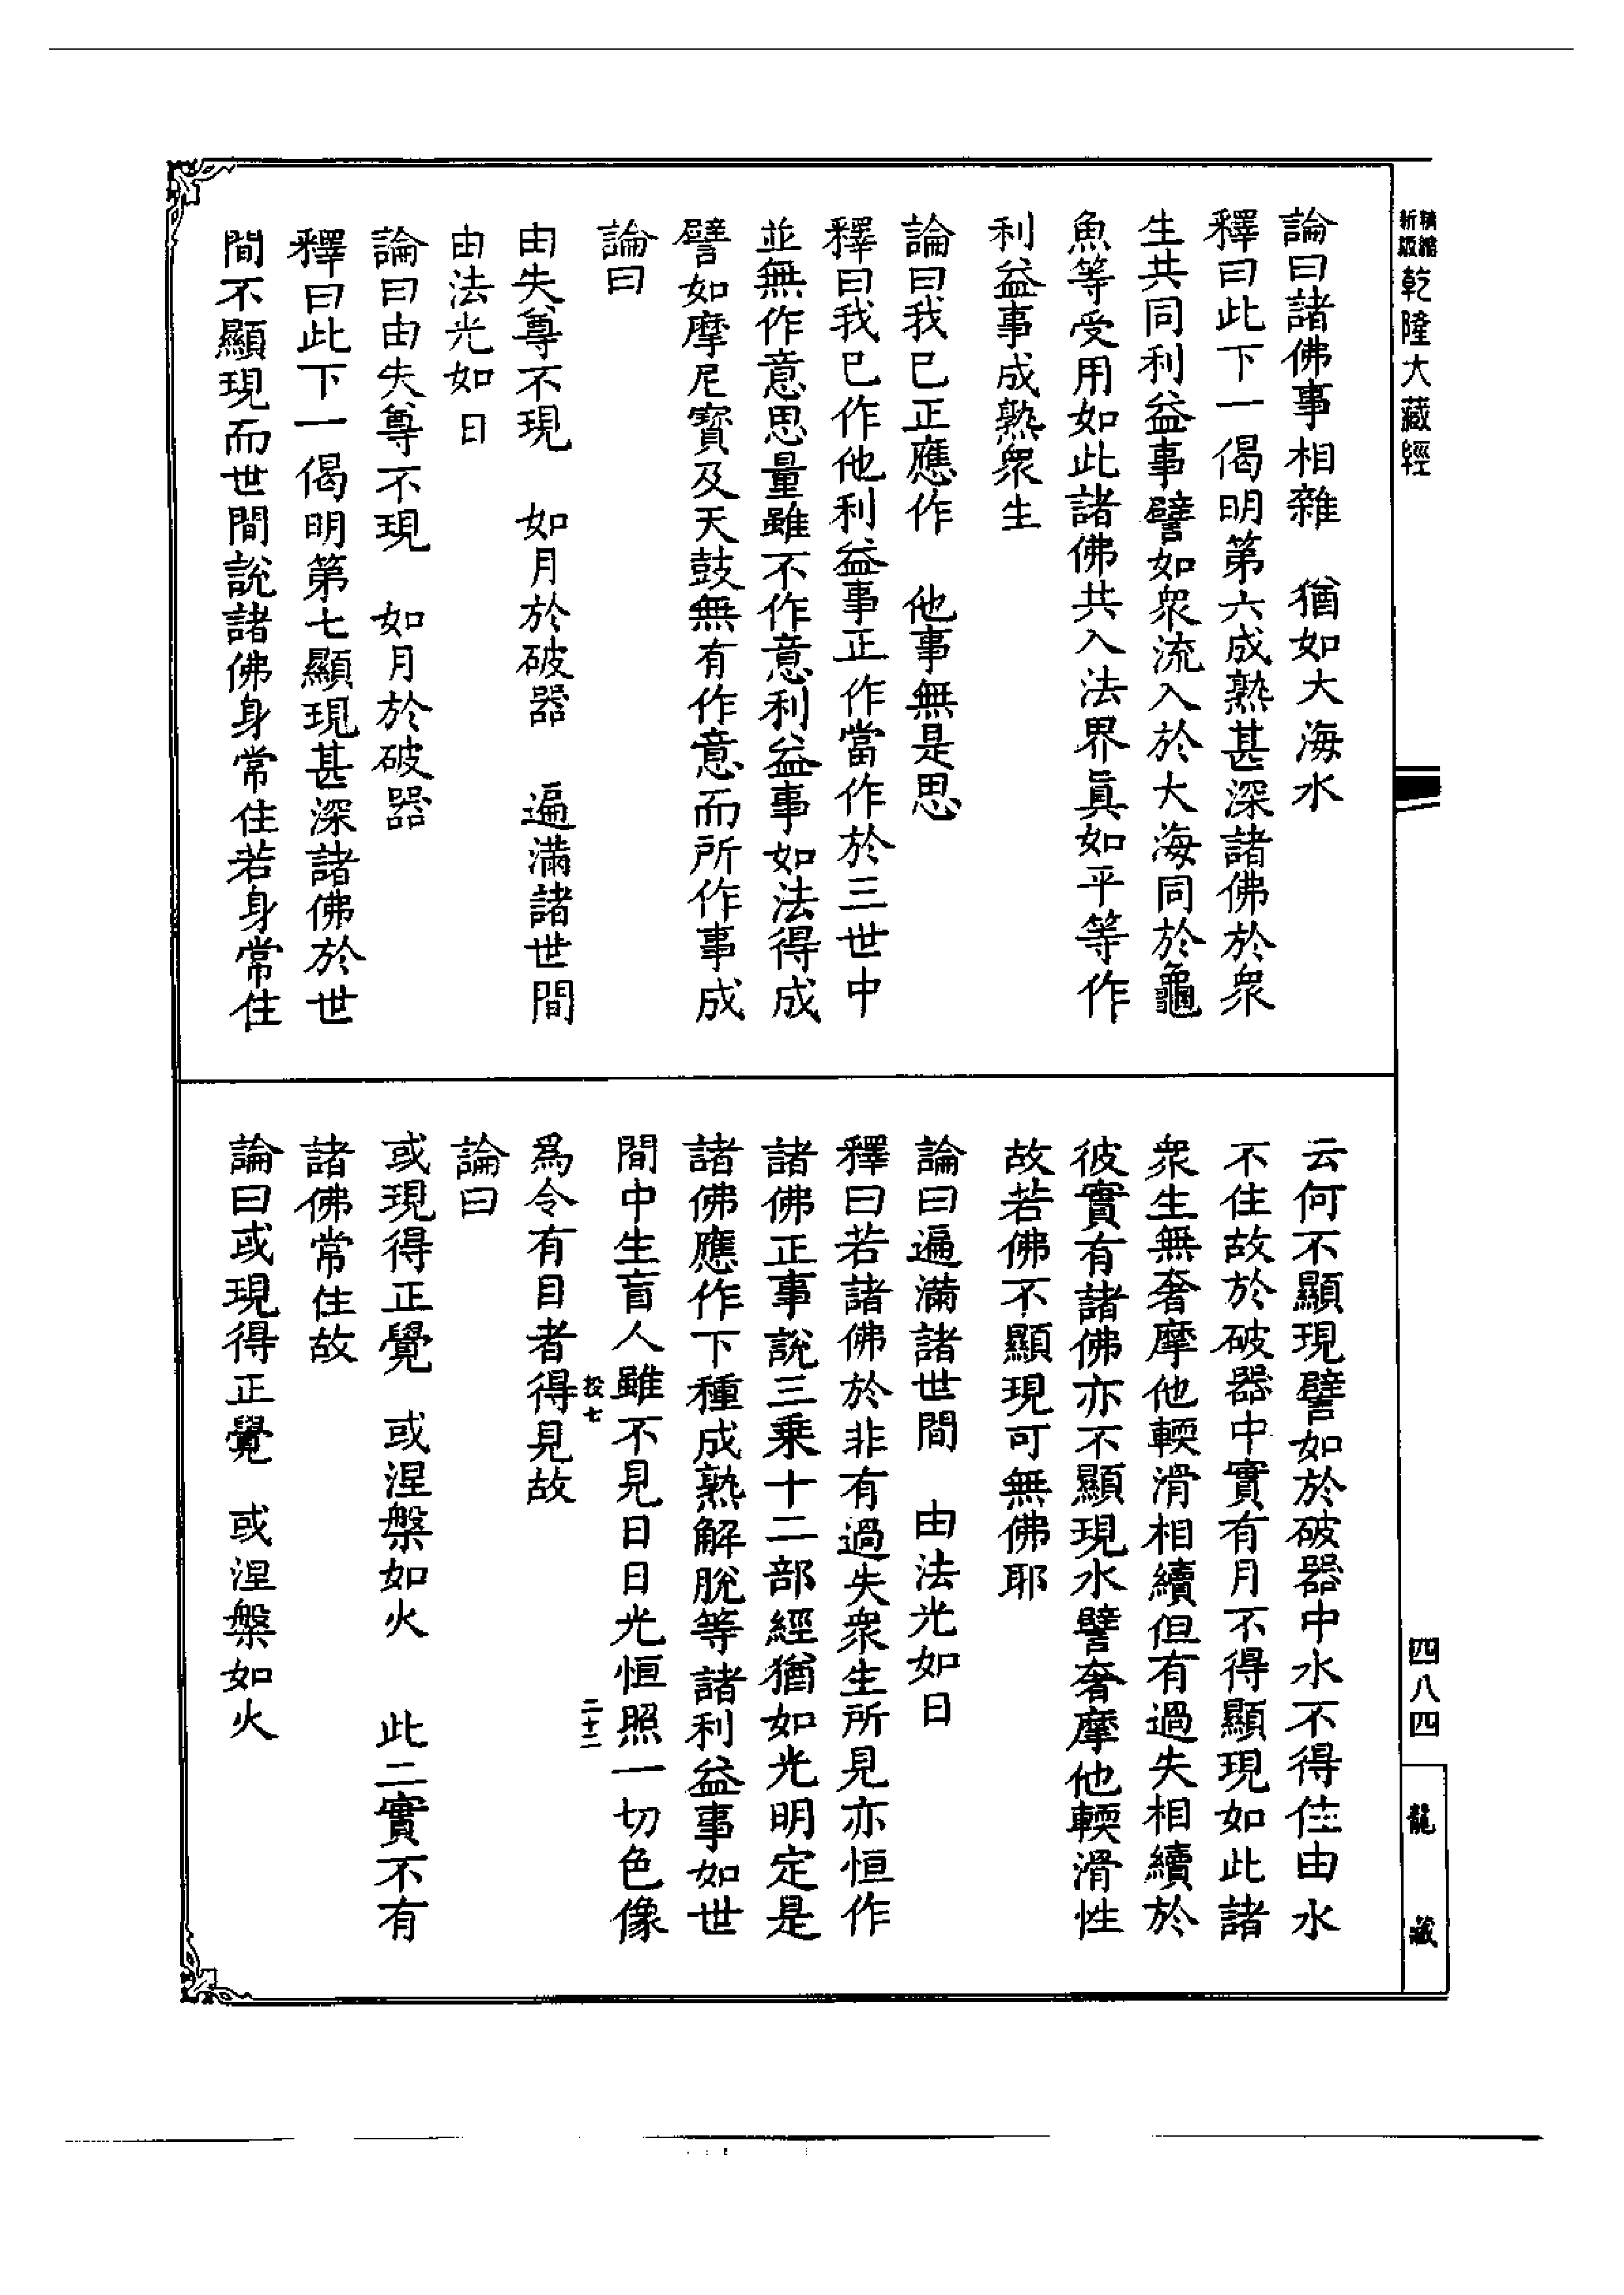 精縮新版乾隆大藏經
論曰諸佛事相雜　猶如大海水
釋曰此下一偈明第六成熟甚深諸佛於衆
生共同利益事譬如衆流入於大海同於龜
魚等受用如此諸佛共入法界眞如平等作
利益事成熟衆生
論曰我已正應作　他事無是思
釋曰我已作他利益事正作當作於三世中
並無作意思量雖不作意利益事如法得成
譬如摩尼寶及天鼓無有作意而所作事成
論曰
由失尊不現　如月於破器　遍滿諸世間
由法光如日
論曰由失尊不現　如月於破器
釋曰此下一偈明第七顯現甚深諸佛於世
間不顯現而世間說諸佛身常住若身常住
云何不顯現譬如於破器中水不得住由水
不住故於破器中實有月不得顯現如此諸
衆生無奢摩他輭滑相續但有過失相續於
彼實有諸佛亦不顯現水譬奢摩他輭滑性
故若佛不顯現可無佛耶
論曰遍滿諸世間　由法光如日
釋曰若諸佛於非有過失衆生所見亦恒作
諸佛正事說三乘十二部經猶如光明定是
諸佛應作下種成熟解脫等諸利益事如世
間中生盲人雖不見日日光恒照一切色像
投七　二十二
爲令有目者得見故
論曰
或現得正覺　或涅槃如火　此二實不有
諸佛常住故
論曰或現得正覺　或涅槃如火
四八四
龍藏